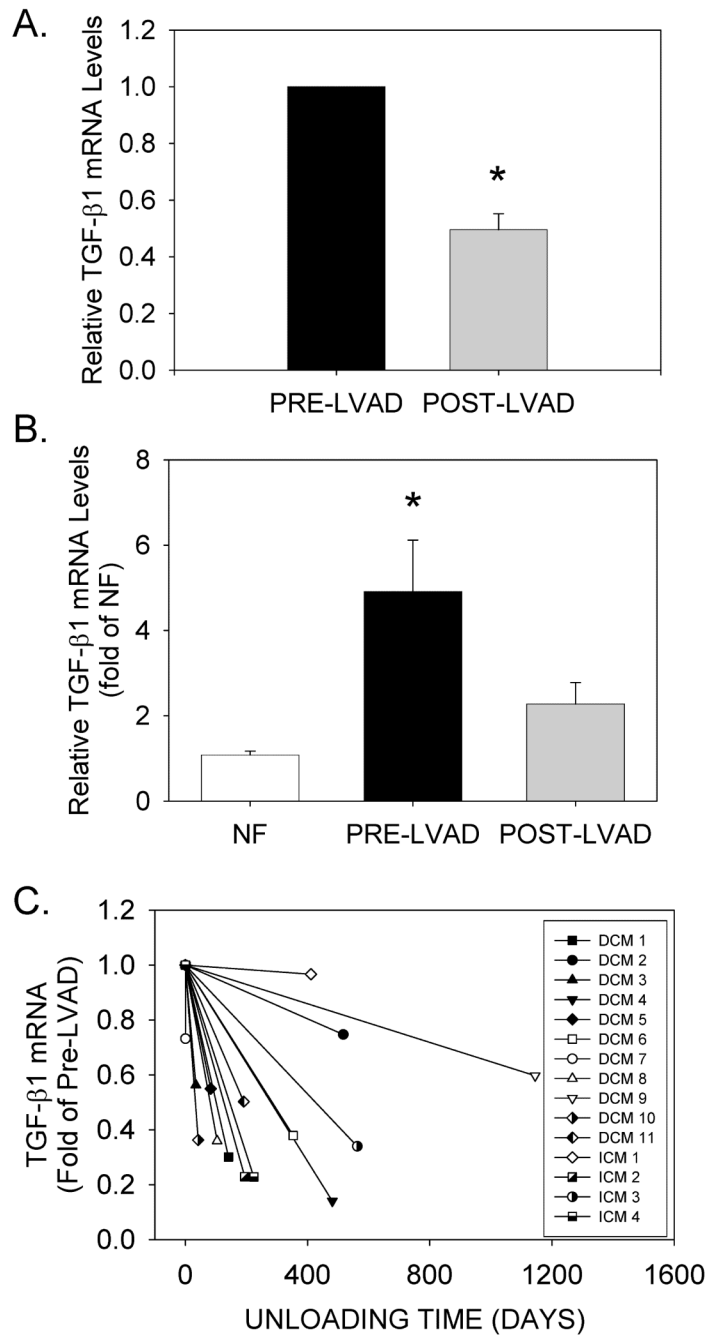 A.
Relative TGF-β1 mRNA Levels
1.2
1.0
0.8
0.6
0.4
0.2
0.0
*
PRE-LVAD POST-LVAD
B.
Relative TGF-β1 mRNA Levels
(fold of NF)
8
6
4
2
0
*
NF PRE-LVAD POST-LVAD
C.
TGF-β1 mRNA
(Fold of Pre-LVAD)
1.2
1.0
0.8
0.6
0.4
0.2
0.0
DCM 1
DCM 2
DCM 3
DCM 4
DCM 5
DCM 6
DCM 7
DCM 8
DCM 9
DCM 10
DCM 11
ICM 1
ICM 2
ICM 3
ICM 4
0 400 800 1200 1600
UNLOADING TIME (DAYS)